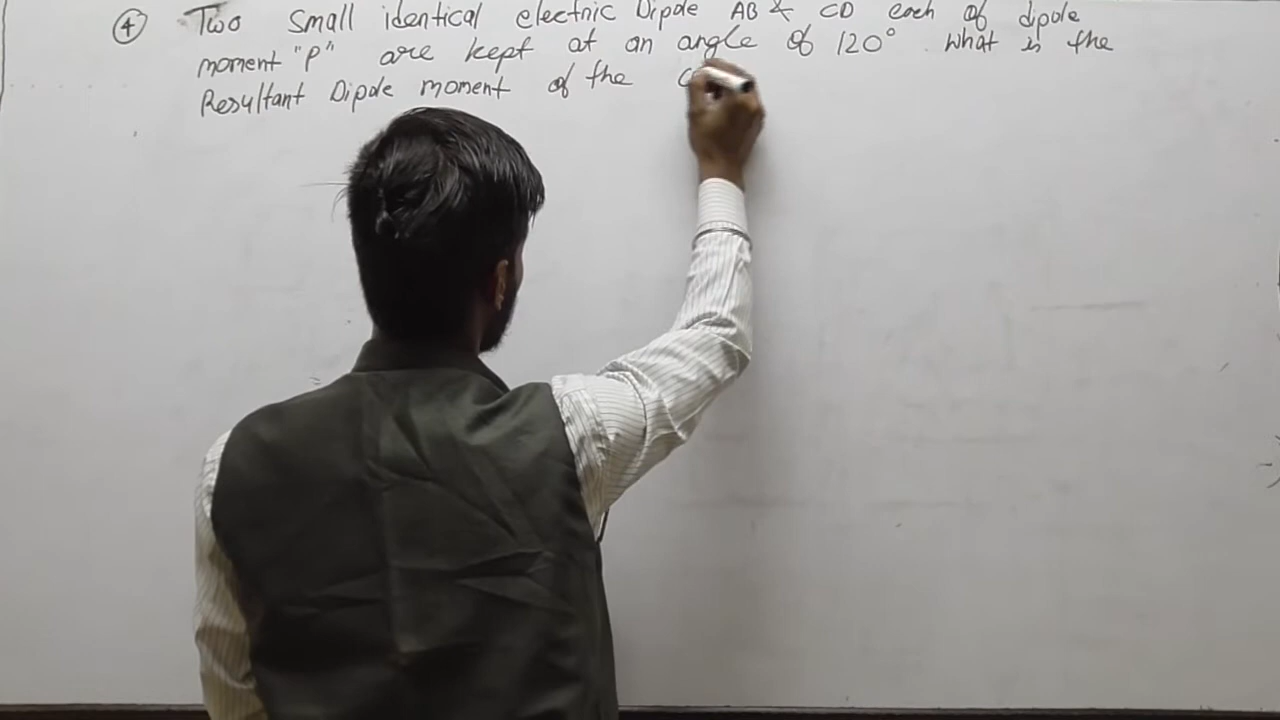 ④ Two Small identical electric Dipole AB & CD each of dipole
moment "P" are kept at an angle of 120° . What is the
Resultant Dipole moment of the